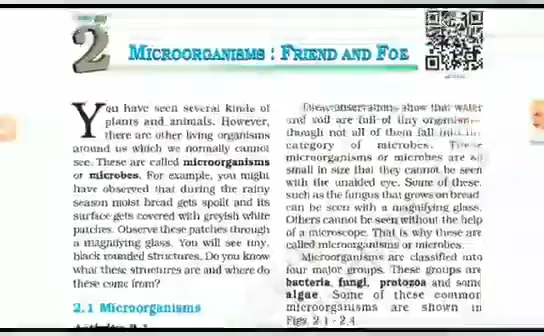 2
MICROORGANISMS : FRIEND AND FOE
You have seen several kinds of
plants and animals. However,
there are other living organisms
around us which we normally cannot
see. These are called microorganisms
or microbes. For example, you might
have observed that during the rainy
season moist bread gets spoilt and its
surface gets covered with greyish white
patches. Observe these patches through
a magnifying glass. You will see tiny,
black rounded structures. Do you know
what these structures are and where do
these come from?
2.1 Microorganisms
These observations show that water
and soil are full of tiny organisms
though not all of them fall into the
category of microbes. These
microorganisms or microbes are so
small in size that they cannot be seen
with the unaided eye. Some of these,
such as the fungus that grows on bread
can be seen with a magnifying glass.
Others cannot be seen without the help
of a microscope. That is why these are
called microorganisms or microbes.
Microorganisms are classified into
four major groups. These groups are
bacteria, fungi, protozoa and some
algae. Some of these common
microorganisms are shown in
Figs. 2.1 - 2.4